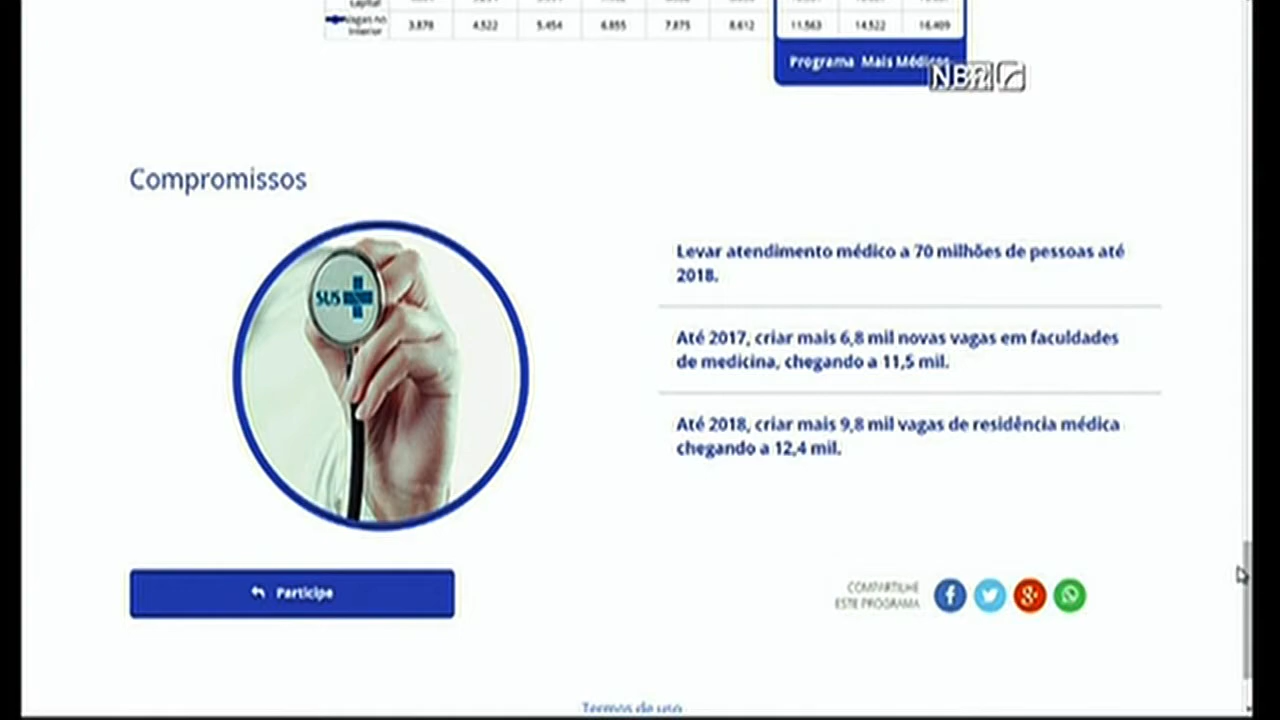 capital
Vagas no
Interior
3.878 4.522 5.454 6.855 7.875 8.612 11.563 14.522 16.409
Programa Mais Médicos
NBR
Compromissos
SUS
Levar atendimento médico a 70 milhões de pessoas até
2018.
Até 2017, criar mais 6,8 mil novas vagas em faculdades
de medicina, chegando a 11,5 mil.
Até 2018, criar mais 9,8 mil vagas de residência médica
chegando a 12,4 mil.
Participe
COMPARTILHE
ESTE PROGRAMA
Termos de uso